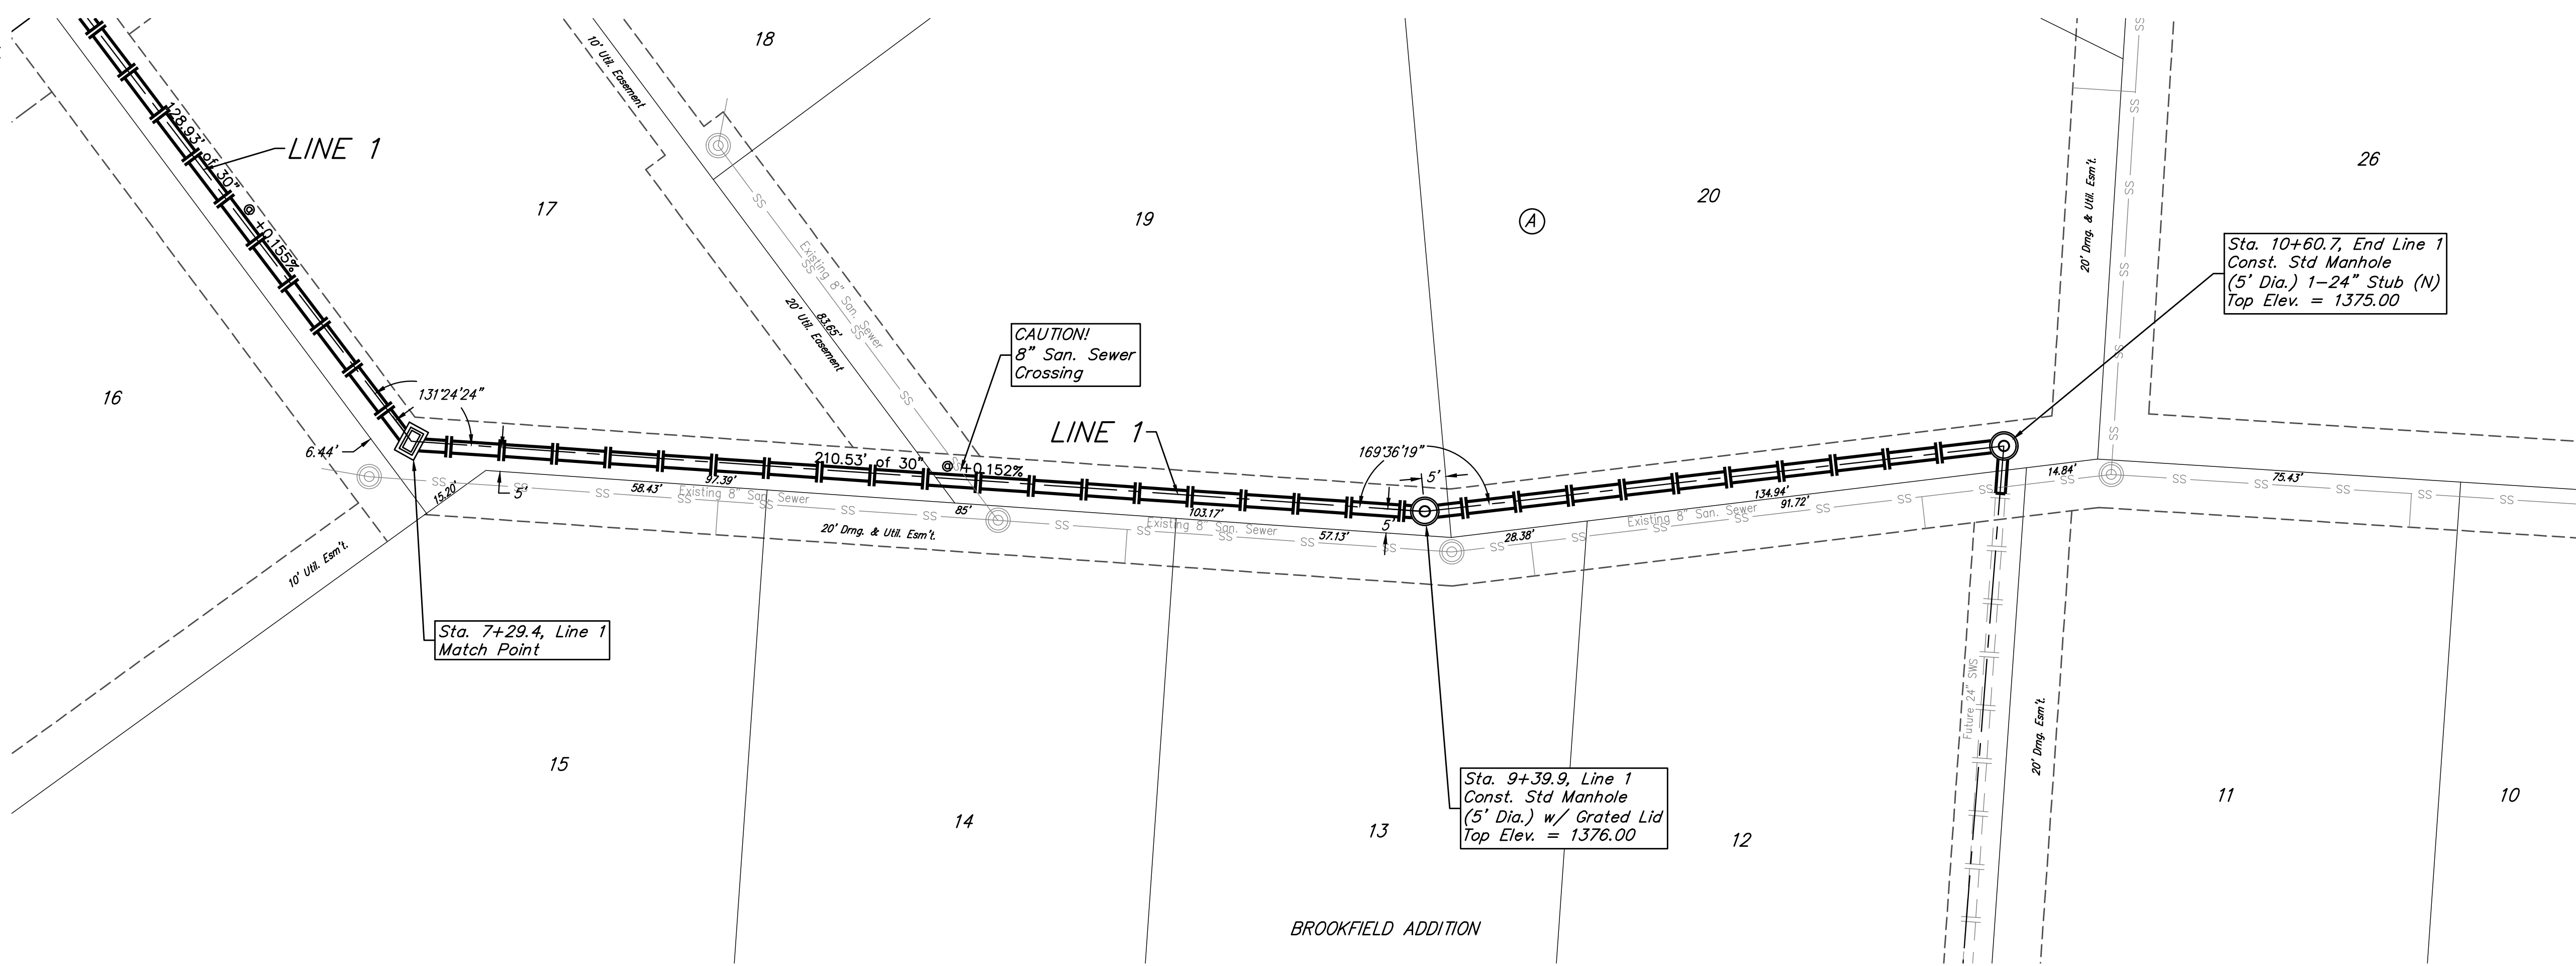 18
10' Util. Easement
128.93' of 30" @ +0.155%
LINE 1
17
19
A
20
26
20' Drng. & Util. Esm't.
SS
Existing 8" San. Sewer
83.65'
20' Util. Easement
Sta. 10+60.7, End Line 1
Const. Std Manhole
(5' Dia.) 1-24" Stub (N)
Top Elev. = 1375.00
CAUTION!
8" San. Sewer
Crossing
16
131°24'24"
6.44'
LINE 1
169°36'19"
210.53' of 30" @ +0.152%
5'
5'
5'
15.20'
58.43'
97.39'
Existing 8" San. Sewer
85'
103.17'
Existing 8" San. Sewer
57.13'
28.38'
134.94'
91.72'
Existing 8" San. Sewer
14.84'
75.43'
20' Drng. & Util. Esm't.
10' Util. Esm't.
Sta. 7+29.4, Line 1
Match Point
15
14
13
12
11
10
Sta. 9+39.9, Line 1
Const. Std Manhole
(5' Dia.) w/ Grated Lid
Top Elev. = 1376.00
Future 24" SWS
20' Drng. Esm't.
BROOKFIELD ADDITION